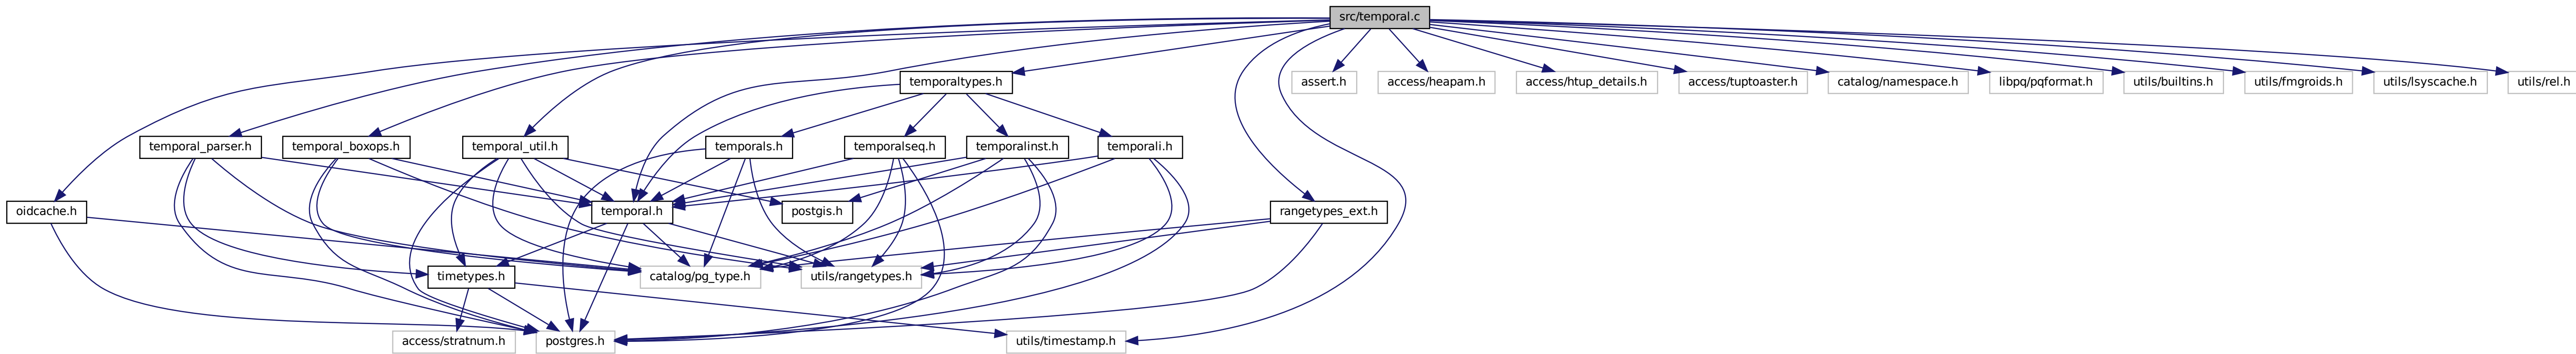 src/temporal.c
temporaltypes.h
assert.h
access/heapam.h
access/htup_details.h
access/tuptoaster.h
catalog/namespace.h
libpq/pqformat.h
utils/builtins.h
utils/fmgroids.h
utils/lsyscache.h
utils/rel.h
temporal_parser.h
temporal_boxops.h
temporal_util.h
temporals.h
temporalseq.h
temporalinst.h
temporali.h
oidcache.h
temporal.h
postgis.h
rangetypes_ext.h
timetypes.h
catalog/pg_type.h
utils/rangetypes.h
access/stratnum.h
postgres.h
utils/timestamp.h